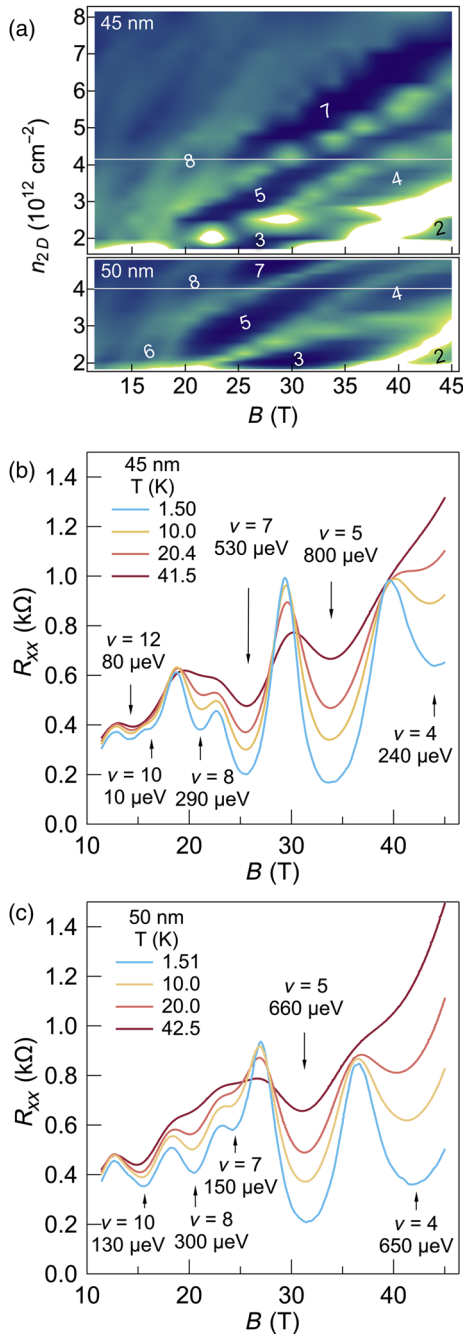 (a)
45 nm
8
7
6
5
4
3
2
n2D (10¹² cm⁻²)
7
8
5
4
3
2
50 nm
4
3
2
7
8
4
5
6
3
2
15 20 25 30 35 40 45
B (T)
(b)
45 nm
T (K)
1.50
10.0
20.4
41.5
1.4
1.2
1.0
0.8
0.6
0.4
0.2
0.0
Rxx (kΩ)
ν = 7
530 μeV
ν = 5
800 μeV
ν = 12
80 μeV
ν = 10
10 μeV
ν = 8
290 μeV
ν = 4
240 μeV
10 20 30 40
B (T)
(c)
50 nm
T (K)
1.51
10.0
20.0
42.5
1.4
1.2
1.0
0.8
0.6
0.4
0.2
0.0
Rxx (kΩ)
ν = 5
660 μeV
ν = 7
150 μeV
ν = 10
130 μeV
ν = 8
300 μeV
ν = 4
650 μeV
10 20 30 40
B (T)